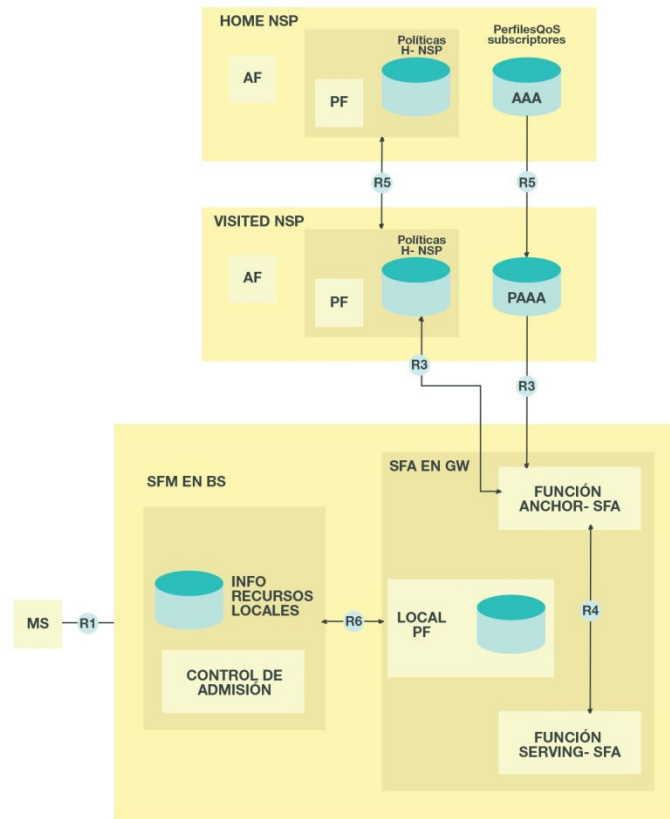 HOME NSP
PerfilesQoS
subscriptores
Políticas
H- NSP
AF
PF
AAA
R5
R5
VISITED NSP
Políticas
H- NSP
AF
PF
PAAA
R3
R3
SFM EN BS
SFA EN GW
FUNCIÓN
ANCHOR- SFA
INFO
RECURSOS
LOCALES
MS
R1
R6
LOCAL
PF
R4
CONTROL DE
ADMISIÓN
FUNCIÓN
SERVING- SFA